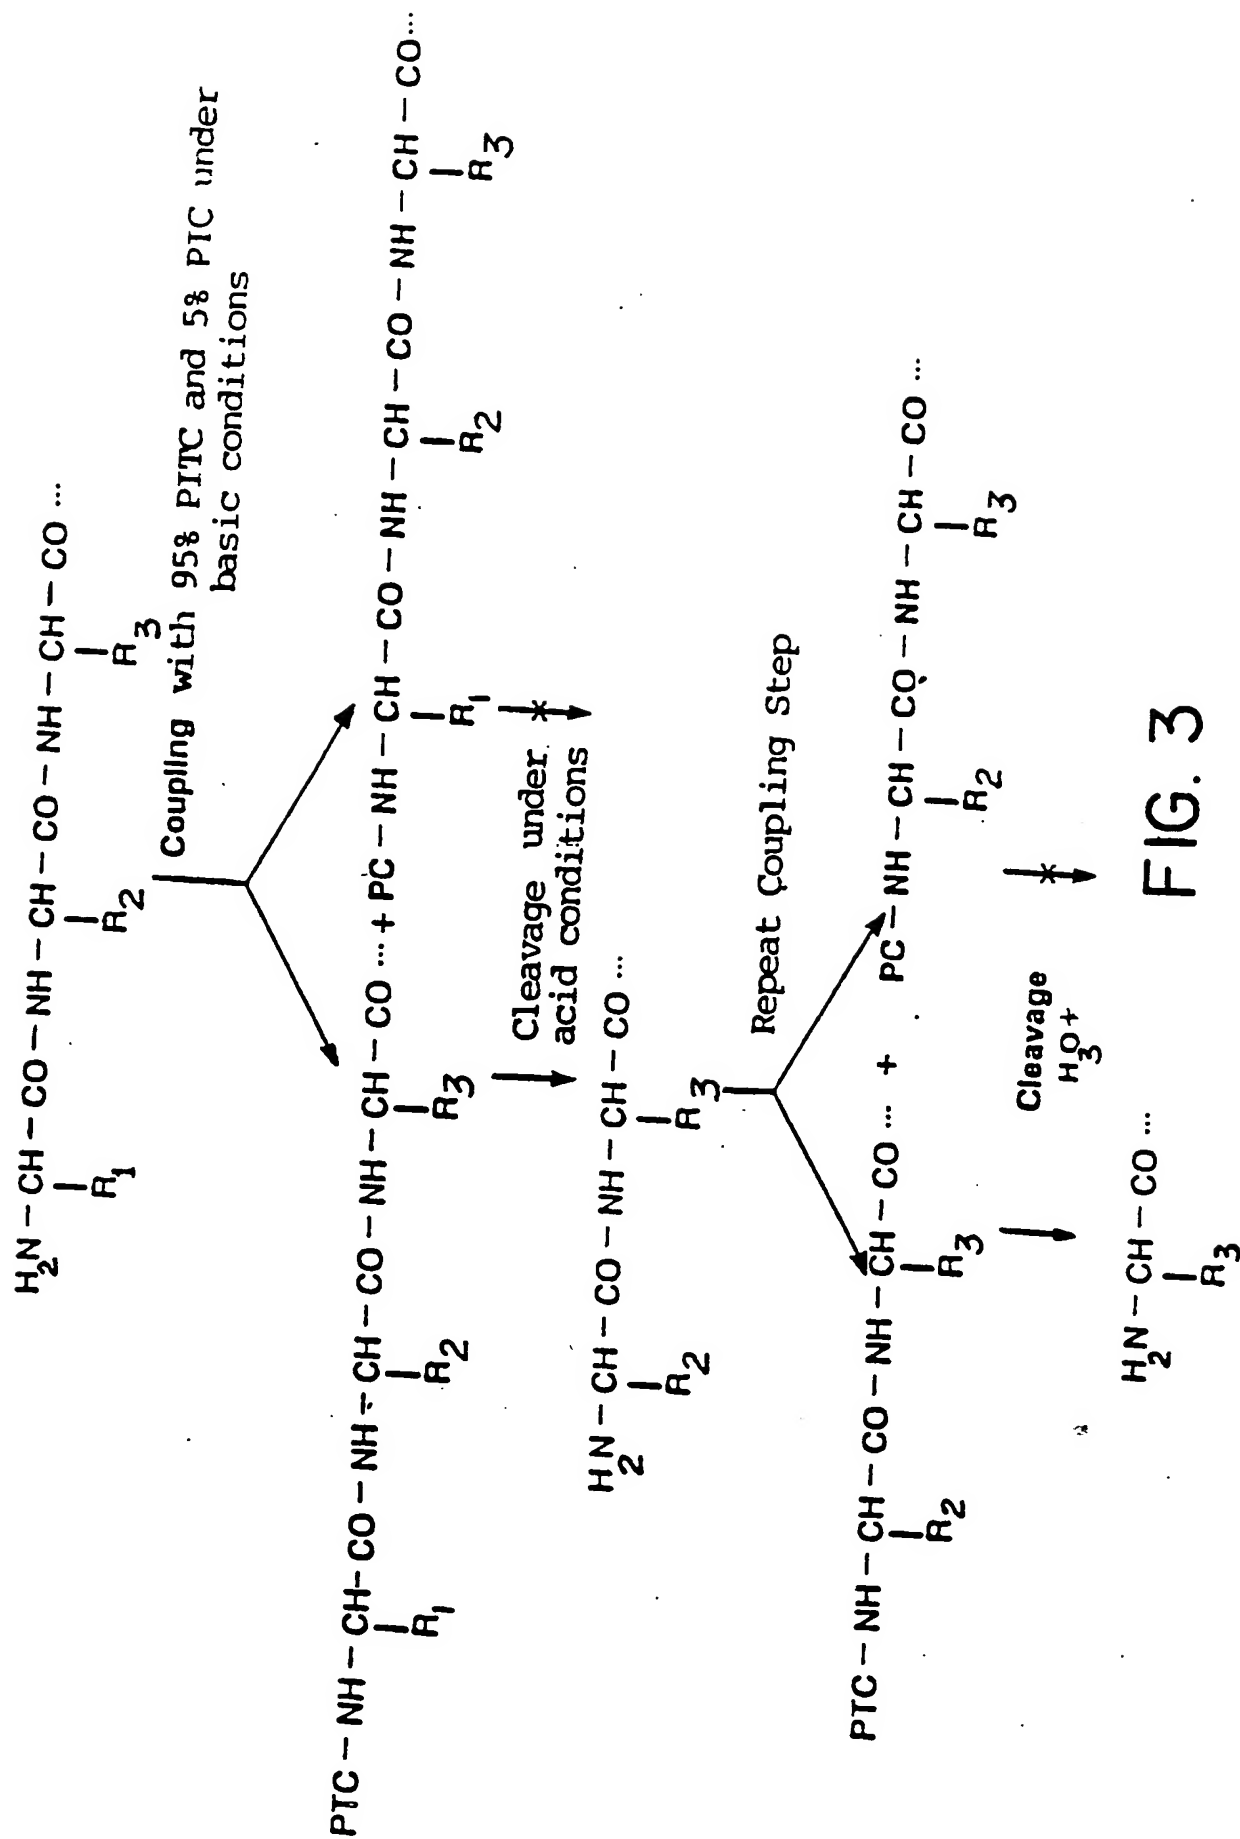 H2N – CH – CO – NH – CH – CO – NH – CH – CO ...
R1 R2 R3
Coupling with 95% PITC and 5% PIC under
basic conditions
PTC – NH – CH – CO – NH – CH – CO – NH – CH – CO ... + PC – NH – CH – CO – NH – CH – CO – NH – CH – CO ...
R1 R2 R3 R1 R2 R3
Cleavage under
acid conditions
H2N – CH – CO – NH – CH – CO ...
R2 R3
Repeat Coupling Step
PTC – NH – CH – CO – NH – CH – CO ... + PC – NH – CH – CO – NH – CH – CO ...
R2 R3 R2 R3
Cleavage
H3O+
H2N – CH – CO ...
R3
FIG. 3